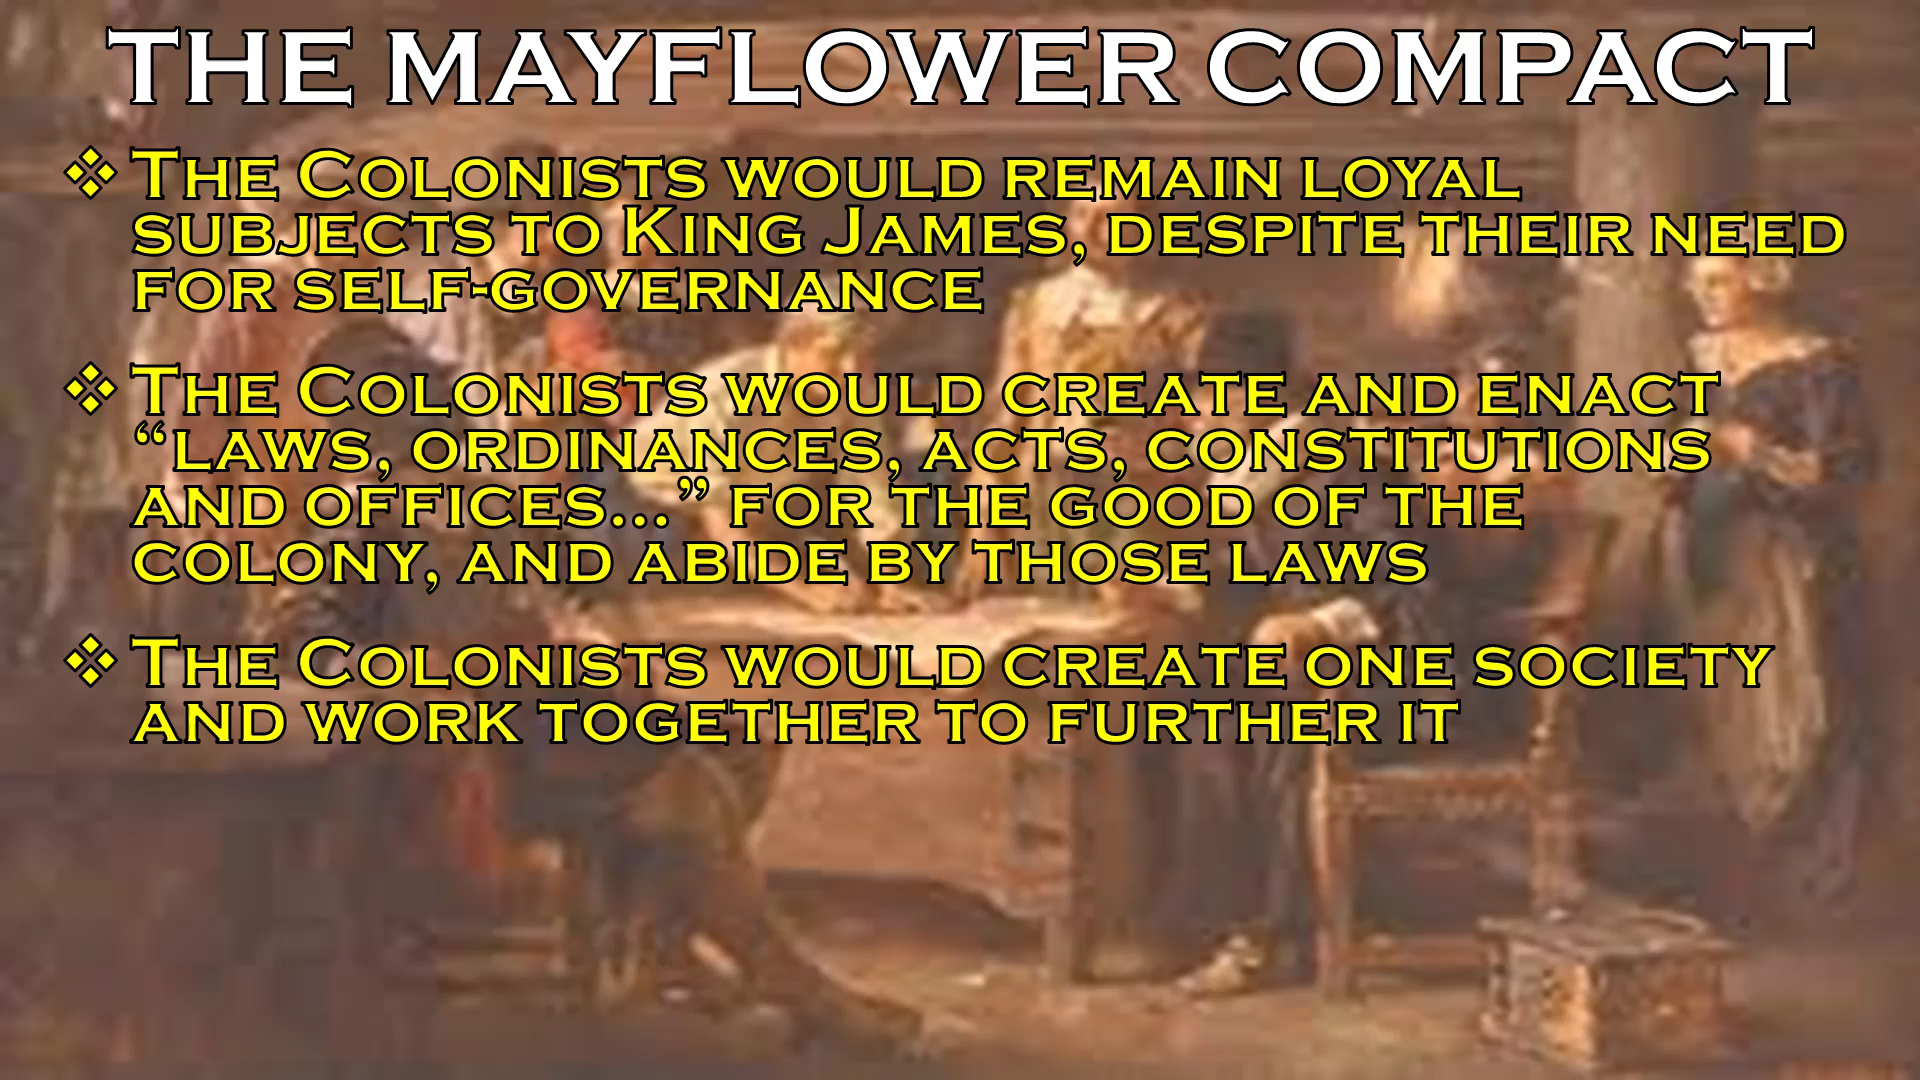 THE MAYFLOWER COMPACT
❖ THE COLONISTS WOULD REMAIN LOYAL
SUBJECTS TO KING JAMES, DESPITE THEIR NEED
FOR SELF-GOVERNANCE
❖ THE COLONISTS WOULD CREATE AND ENACT
“LAWS, ORDINANCES, ACTS, CONSTITUTIONS
AND OFFICES...” FOR THE GOOD OF THE
COLONY, AND ABIDE BY THOSE LAWS
❖ THE COLONISTS WOULD CREATE ONE SOCIETY
AND WORK TOGETHER TO FURTHER IT